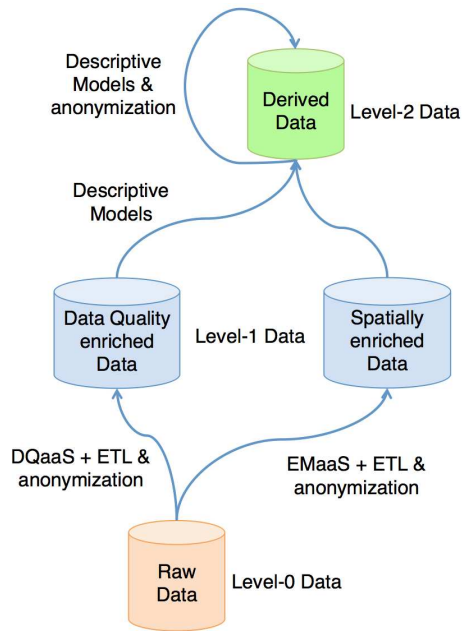 Descriptive
Models &
anonymization
Derived
Data
Level-2 Data
Descriptive
Models
Data Quality
enriched
Data
Level-1 Data
Spatially
enriched
Data
DQaaS + ETL &
anonymization
EMaaS + ETL &
anonymization
Raw
Data
Level-0 Data